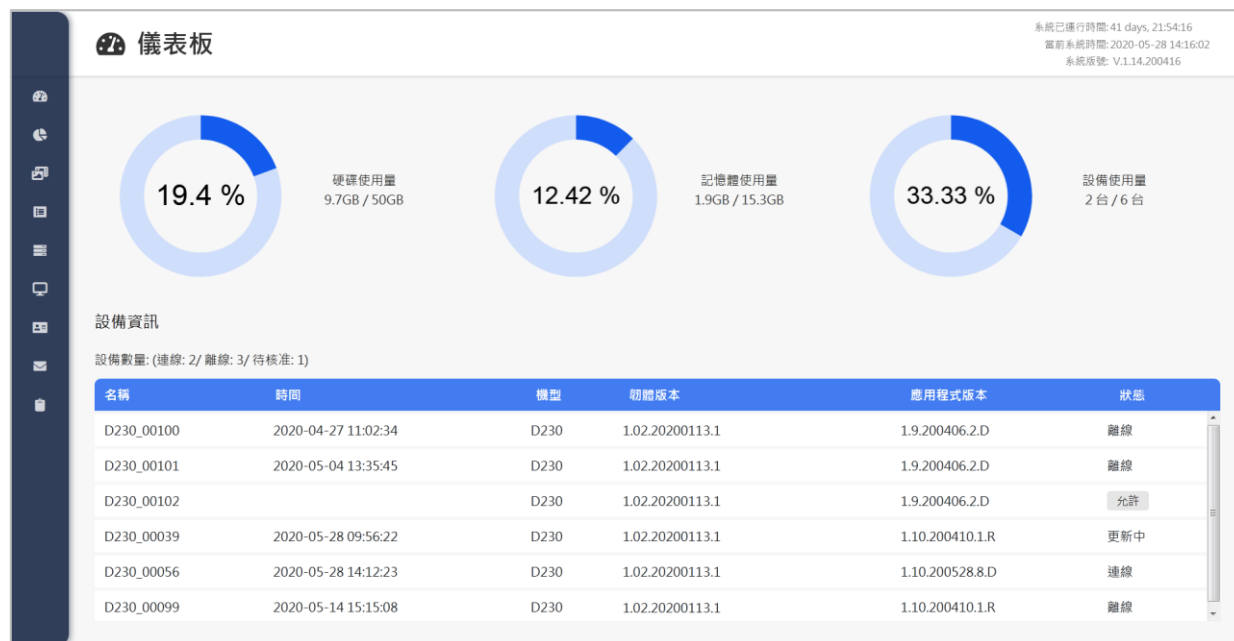 儀表板
系統已運行時間: 41 days, 21:54:16
當前系統時間: 2020-05-28 14:16:02
系統版號: V.1.14.200416
19.4 %
硬碟使用量
9.7GB / 50GB
12.42 %
記憶體使用量
1.9GB / 15.3GB
33.33 %
設備使用量
2 台 / 6 台
設備資訊
設備數量: (連線: 2/ 離線: 3/ 待核准: 1)
名稱 時間 機型 韌體版本 應用程式版本 狀態
D230_00100 2020-04-27 11:02:34 D230 1.02.20200113.1 1.9.200406.2.D 離線
D230_00101 2020-05-04 13:35:45 D230 1.02.20200113.1 1.9.200406.2.D 離線
D230_00102 D230 1.02.20200113.1 1.9.200406.2.D 允許
D230_00039 2020-05-28 09:56:22 D230 1.02.20200113.1 1.10.200410.1.R 更新中
D230_00056 2020-05-28 14:12:23 D230 1.02.20200113.1 1.10.200528.8.D 連線
D230_00099 2020-05-14 15:15:08 D230 1.02.20200113.1 1.10.200410.1.R 離線